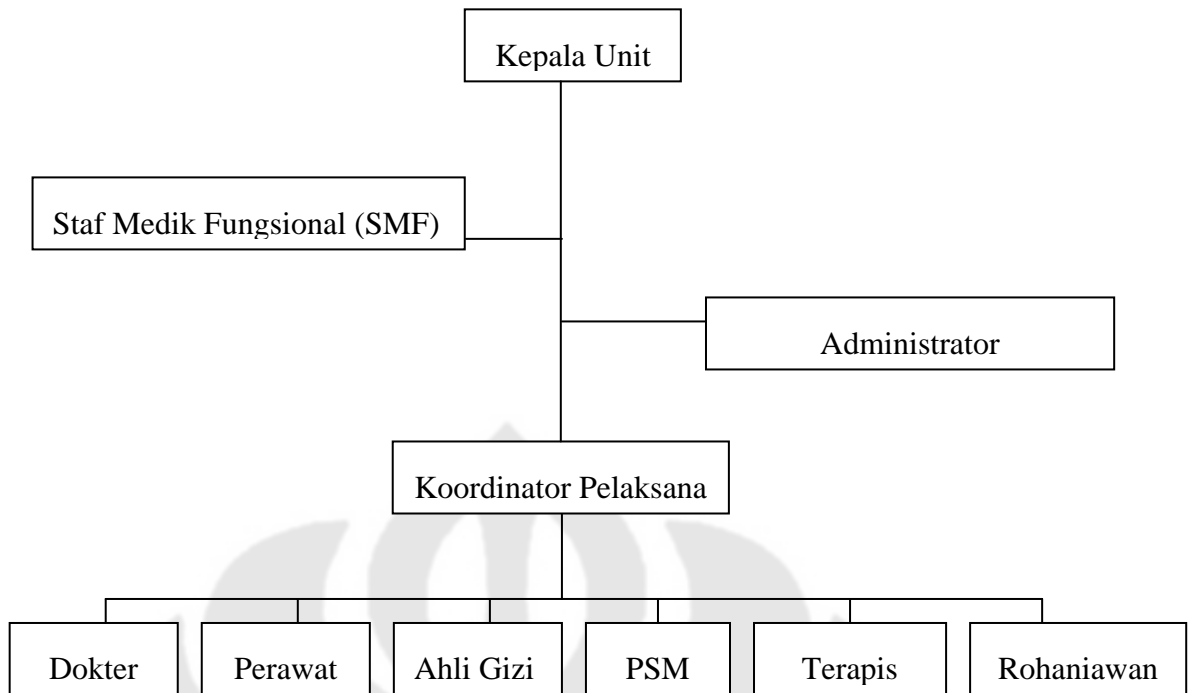 Kepala Unit
Staf Medik Fungsional (SMF)
Administrator
Koordinator Pelaksana
Dokter
Perawat
Ahli Gizi
PSM
Terapis
Rohaniawan